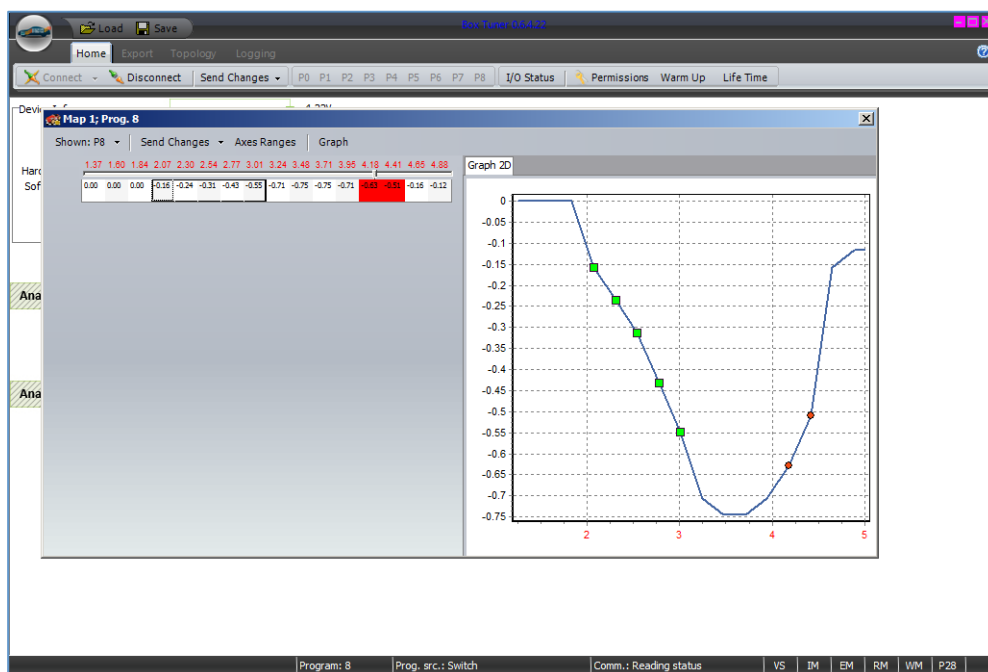 Load Save
Box Tuner 0.6.4.22
Home Export Topology Logging
Connect Disconnect Send Changes P0 P1 P2 P3 P4 P5 P6 P7 P8 I/O Status Permissions Warm Up Life Time
Map 1; Prog. 8
Shown: P8 Send Changes Axes Ranges Graph
Hard
Sof
1.37 1.60 1.84 2.07 2.30 2.54 2.77 3.01 3.24 3.48 3.71 3.95 4.18 4.41 4.65 4.88
0.00 0.00 0.00 -0.16 -0.24 -0.31 -0.43 -0.55 -0.71 -0.75 -0.75 -0.71 -0.63 -0.51 -0.16 -0.12
Graph 2D
0
-0.05
-0.1
-0.15
-0.2
-0.25
-0.3
-0.35
-0.4
-0.45
-0.5
-0.55
-0.6
-0.65
-0.7
-0.75
2 3 4 5
Ana
Ana
Program: 8 Prog. src.: Switch Comm.: Reading status VS IM EM RM WM P28